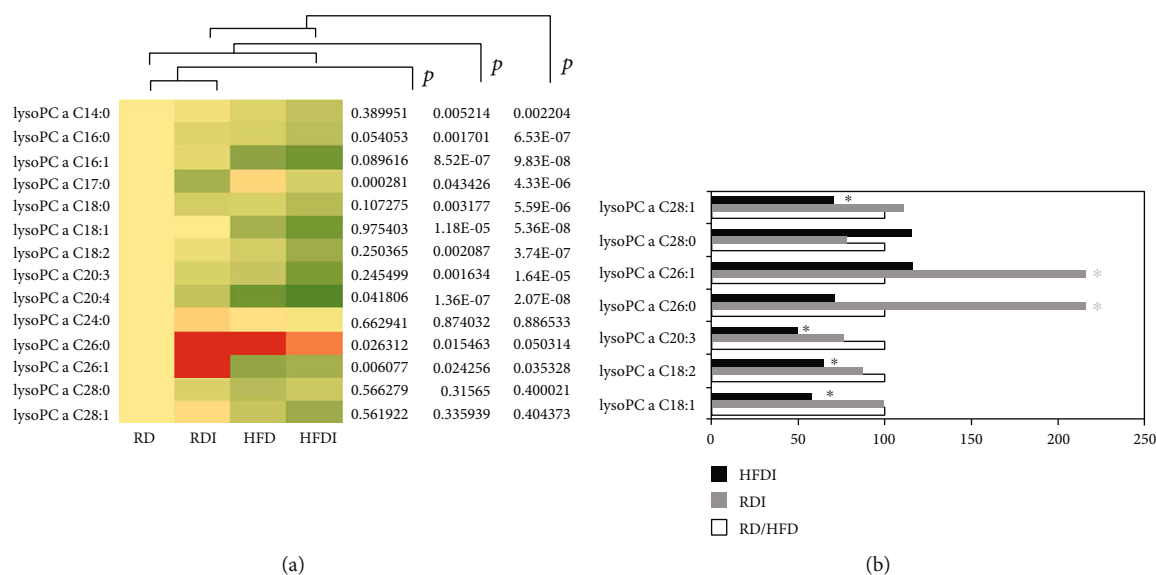 p p p
lysoPC a C14:0 0.389951 0.005214 0.002204
lysoPC a C16:0 0.054053 0.001701 6.53E-07
lysoPC a C16:1 0.089616 8.52E-07 9.83E-08
lysoPC a C17:0 0.000281 0.043426 4.33E-06
lysoPC a C18:0 0.107275 0.003177 5.59E-06
lysoPC a C18:1 0.975403 1.18E-05 5.36E-08
lysoPC a C18:2 0.250365 0.002087 3.74E-07
lysoPC a C20:3 0.245499 0.001634 1.64E-05
lysoPC a C20:4 0.041806 1.36E-07 2.07E-08
lysoPC a C24:0 0.662941 0.874032 0.886533
lysoPC a C26:0 0.026312 0.015463 0.050314
lysoPC a C26:1 0.006077 0.024256 0.035328
lysoPC a C28:0 0.566279 0.31565 0.400021
lysoPC a C28:1 0.561922 0.335939 0.404373
RD RDI HFD HFDI
(a)
lysoPC a C28:1 *
lysoPC a C28:0
lysoPC a C26:1 *
lysoPC a C26:0 *
lysoPC a C20:3 *
lysoPC a C18:2 *
lysoPC a C18:1 *
0 50 100 150 200 250
HFDI
RDI
RD/HFD
(b)